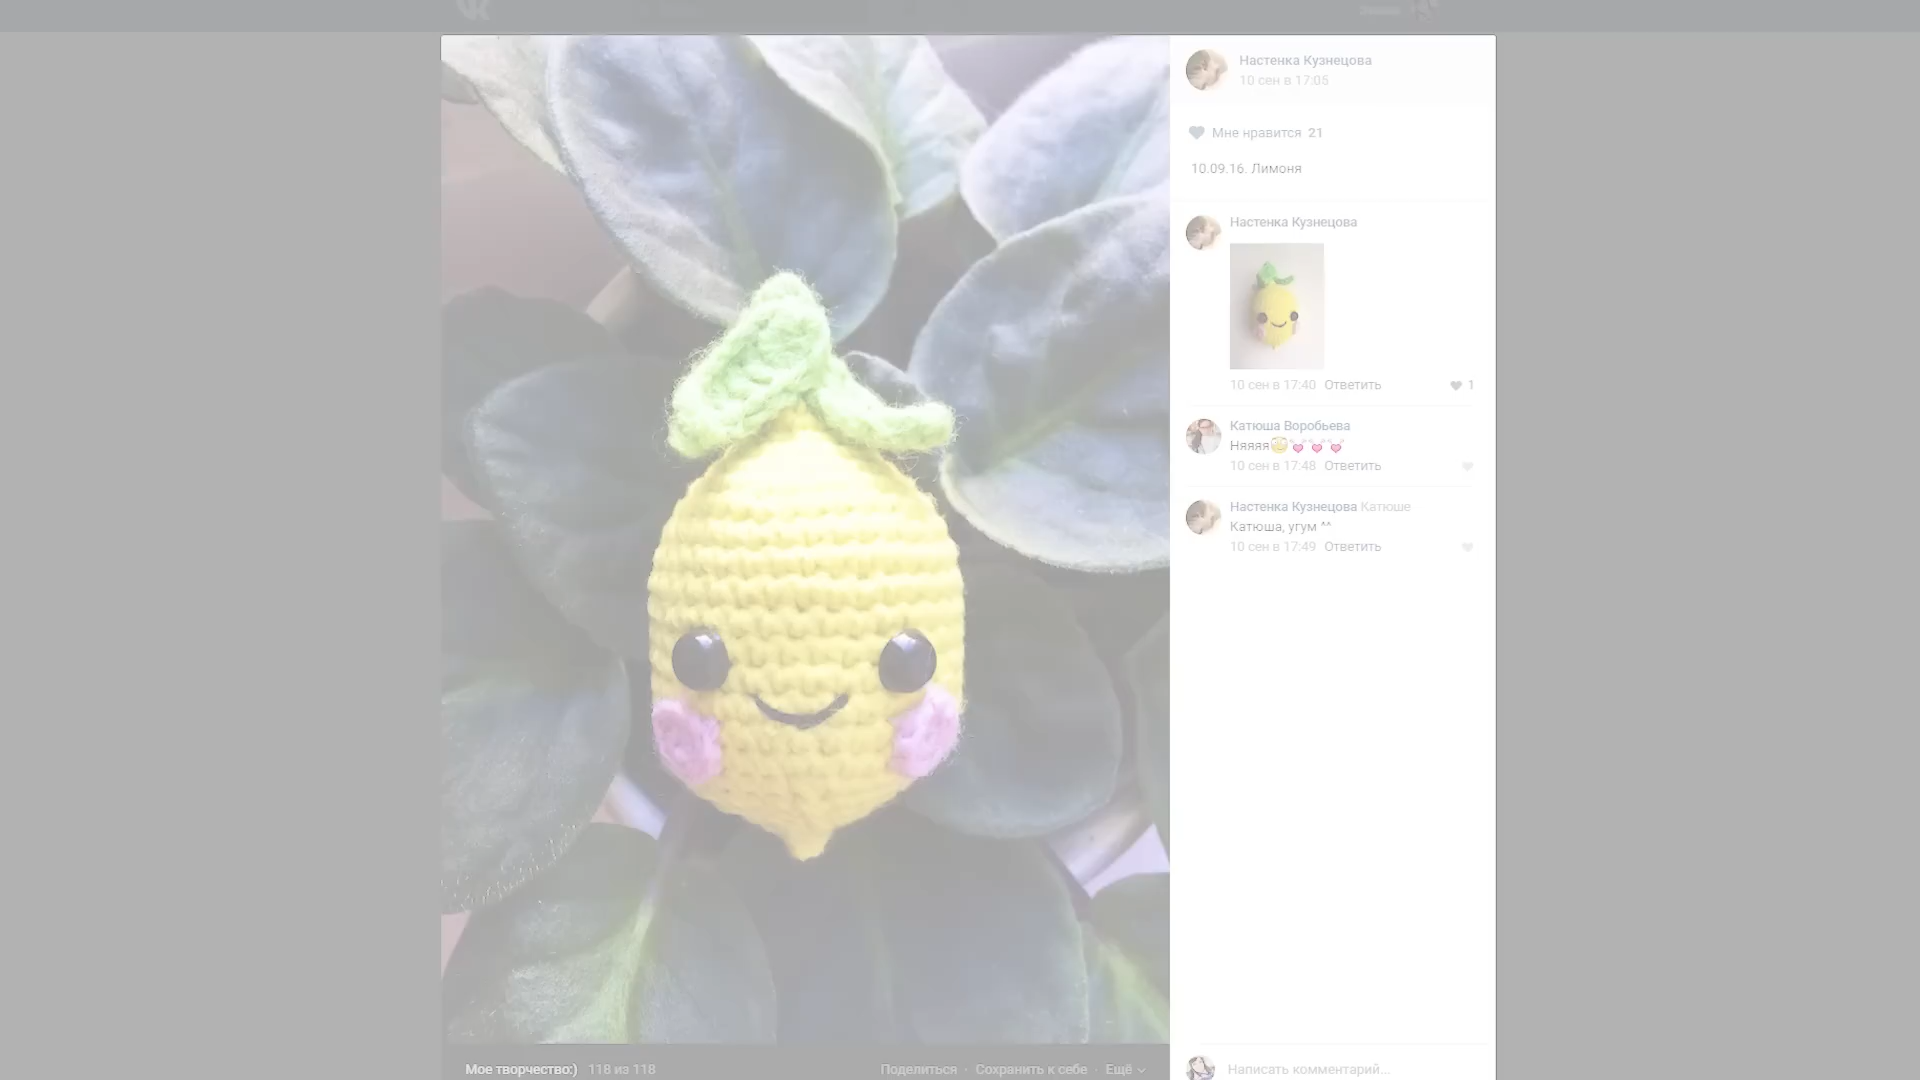 Настенка Кузнецова
10 сен в 17:05
Мне нравится 21
10.09.16. Лимоня
Настенка Кузнецова
10 сен в 17:40 Ответить 1
Катюша Воробьева
Няяяя
10 сен в 17:48 Ответить
Настенка Кузнецова Катюше
Катюша, угум ^^
10 сен в 17:49 Ответить
Мое творчество:) 118 из 118 Поделиться · Сохранить к себе · Ещё
Написать комментарий...